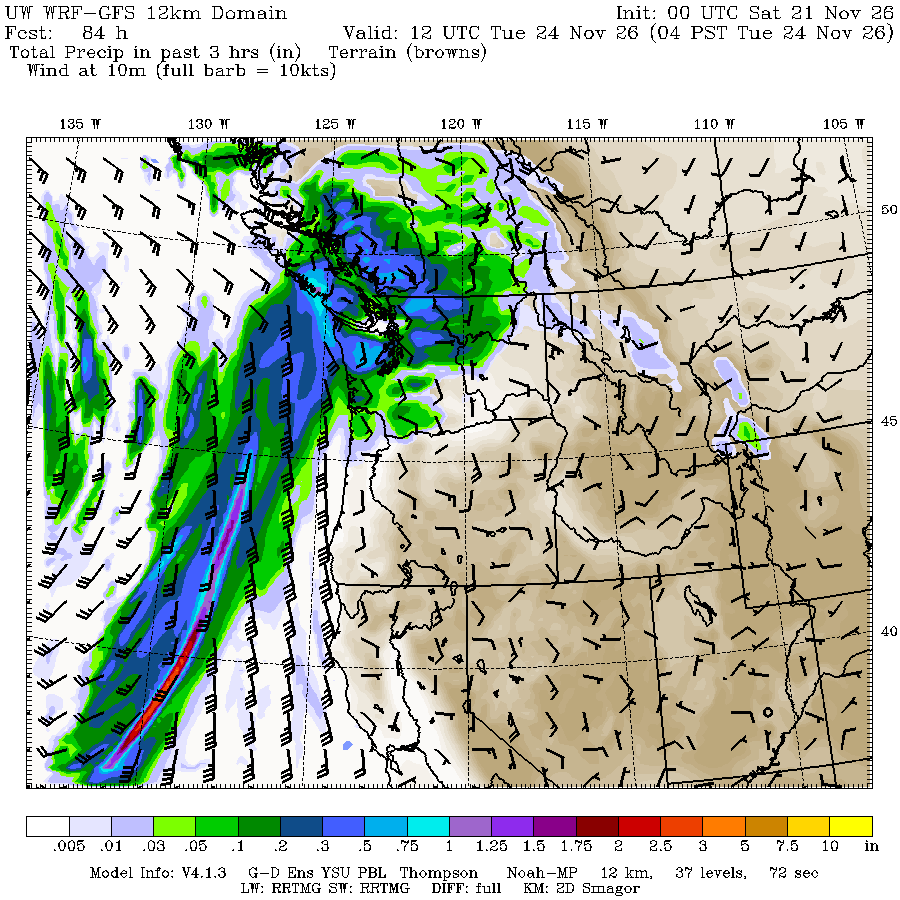 UW WRF-GFS 12km Domain Init: 00 UTC Sat 21 Nov 26
Fcst: 84 h Valid: 12 UTC Tue 24 Nov 26 (04 PST Tue 24 Nov 26)
Total Precip in past 3 hrs (in) Terrain (browns)
Wind at 10m (full barb = 10kts)
135 W 130 W 125 W 120 W 115 W 110 W 105 W
50
45
40
.005 .01 .03 .05 .1 .2 .3 .5 .75 1 1.25 1.5 1.75 2 2.5 3 5 7.5 10 in
Model Info: V4.1.3 G-D Ens YSU PBL Thompson Noah-MP 12 km, 37 levels, 72 sec
LW: RRTMG SW: RRTMG DIFF: full KM: 2D Smagor